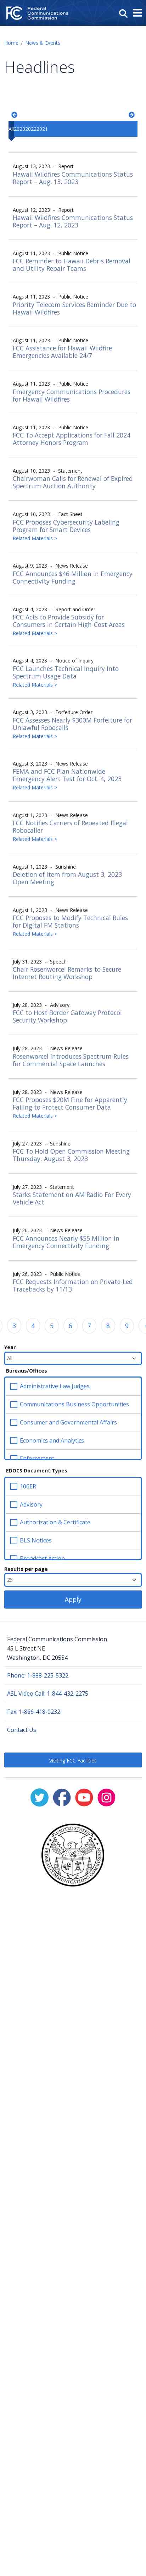 FC Federal Communications Commission
Home / News & Events
Headlines
All 2023 2022 2021
August 13, 2023 - Report
Hawaii Wildfires Communications Status
Report – Aug. 13, 2023
August 12, 2023 - Report
Hawaii Wildfires Communications Status
Report – Aug. 12, 2023
August 11, 2023 - Public Notice
FCC Reminder to Hawaii Debris Removal
and Utility Repair Teams
August 11, 2023 - Public Notice
Priority Telecom Services Reminder Due to
Hawaii Wildfires
August 11, 2023 - Public Notice
FCC Assistance for Hawaii Wildfire
Emergencies Available 24/7
August 11, 2023 - Public Notice
Emergency Communications Procedures
for Hawaii Wildfires
August 11, 2023 - Public Notice
FCC To Accept Applications for Fall 2024
Attorney Honors Program
August 10, 2023 - Statement
Chairwoman Calls for Renewal of Expired
Spectrum Auction Authority
August 10, 2023 - Fact Sheet
FCC Proposes Cybersecurity Labeling
Program for Smart Devices
Related Materials >
August 9, 2023 - News Release
FCC Announces $46 Million in Emergency
Connectivity Funding
August 4, 2023 - Report and Order
FCC Acts to Provide Subsidy for
Consumers in Certain High-Cost Areas
Related Materials >
August 4, 2023 - Notice of Inquiry
FCC Launches Technical Inquiry Into
Spectrum Usage Data
Related Materials >
August 3, 2023 - Forfeiture Order
FCC Assesses Nearly $300M Forfeiture for
Unlawful Robocalls
Related Materials >
August 3, 2023 - News Release
FEMA and FCC Plan Nationwide
Emergency Alert Test for Oct. 4, 2023
Related Materials >
August 1, 2023 - News Release
FCC Notifies Carriers of Repeated Illegal
Robocaller
Related Materials >
August 1, 2023 - Sunshine
Deletion of Item from August 3, 2023
Open Meeting
August 1, 2023 - News Release
FCC Proposes to Modify Technical Rules
for Digital FM Stations
Related Materials >
July 31, 2023 - Speech
Chair Rosenworcel Remarks to Secure
Internet Routing Workshop
July 28, 2023 - Advisory
FCC to Host Border Gateway Protocol
Security Workshop
July 28, 2023 - News Release
Rosenworcel Introduces Spectrum Rules
for Commercial Space Launches
July 28, 2023 - News Release
FCC Proposes $20M Fine for Apparently
Failing to Protect Consumer Data
Related Materials >
July 27, 2023 - Sunshine
FCC To Hold Open Commission Meeting
Thursday, August 3, 2023
July 27, 2023 - Statement
Starks Statement on AM Radio For Every
Vehicle Act
July 26, 2023 - News Release
FCC Announces Nearly $55 Million in
Emergency Connectivity Funding
July 26, 2023 - Public Notice
FCC Requests Information on Private-Led
Tracebacks by 11/13
3 4 5 6 7 8 9
Year
All
Bureaus/Offices
Administrative Law Judges
Communications Business Opportunities
Consumer and Governmental Affairs
Economics and Analytics
Enforcement
EDOCS Document Types
106ER
Advisory
Authorization & Certificate
BLS Notices
Broadcast Action
Results per page
25
Apply
Federal Communications Commission
45 L Street NE
Washington, DC 20554
Phone: 1-888-225-5322
ASL Video Call: 1-844-432-2275
Fax: 1-866-418-0232
Contact Us
Visiting FCC Facilities